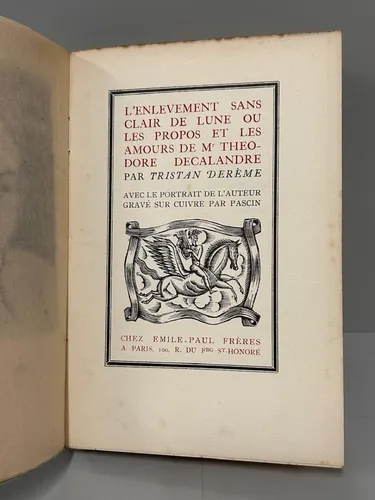 L'ENLEVEMENT SANS
CLAIR DE LUNE OU
LES PROPOS ET LES
AMOURS DE Mʳ THEO-
DORE DECALANDRE
PAR TRISTAN DERÈME
AVEC LE PORTRAIT DE L'AUTEUR
GRAVÉ SUR CUIVRE PAR PASCIN
CHEZ EMILE-PAUL FRÈRES
A PARIS, 100, R. DU FBG ST-HONORÉ